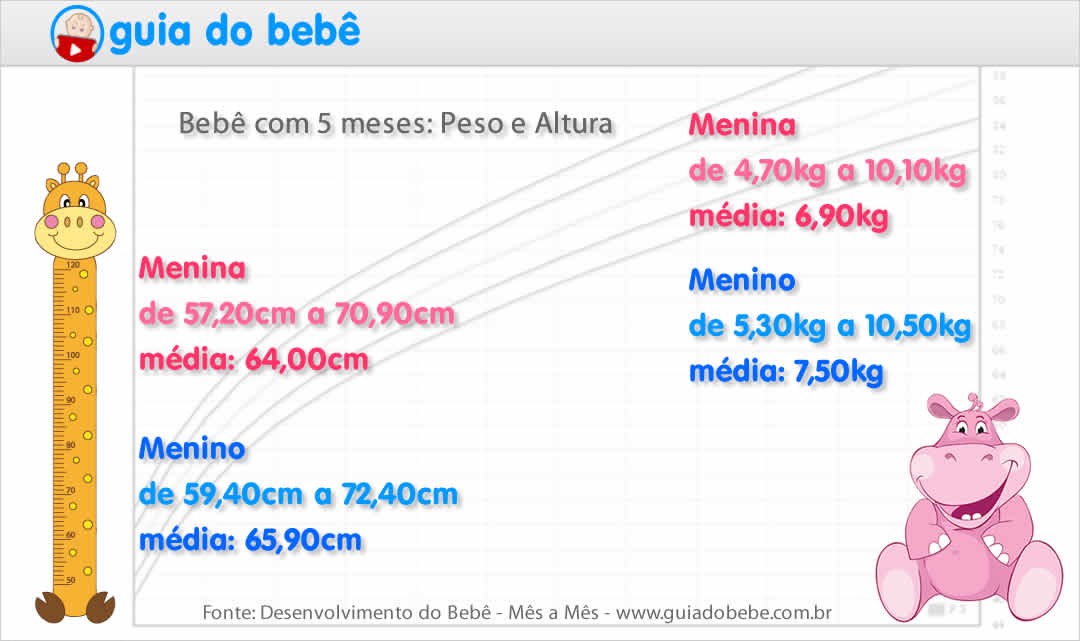 guia do bebê
Bebê com 5 meses: Peso e Altura
Menina
de 4,70kg a 10,10kg
média: 6,90kg
Menino
de 5,30kg a 10,50kg
média: 7,50kg
Menina
de 57,20cm a 70,90cm
média: 64,00cm
Menino
de 59,40cm a 72,40cm
média: 65,90cm
120
110
100
90
80
70
60
50
Fonte: Desenvolvimento do Bebê - Mês a Mês - www.guiadobebe.com.br